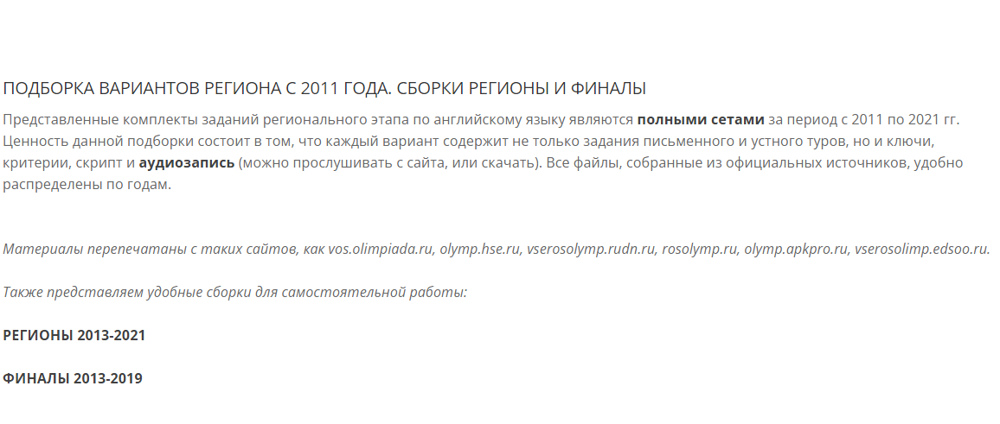 ПОДБОРКА ВАРИАНТОВ РЕГИОНА С 2011 ГОДА. СБОРКИ РЕГИОНЫ И ФИНАЛЫ
Представленные комплекты заданий регионального этапа по английскому языку являются полными сетами за период с 2011 по 2021 гг.
Ценность данной подборки состоит в том, что каждый вариант содержит не только задания письменного и устного туров, но и ключи,
критерии, скрипт и аудиозапись (можно прослушивать с сайта, или скачать). Все файлы, собранные из официальных источников, удобно
распределены по годам.
Материалы перепечатаны с таких сайтов, как vos.olimpiada.ru, olymp.hse.ru, vserosolymp.rudn.ru, rosolymp.ru, olymp.apkpro.ru, vserosolimp.edsoo.ru.
Также представляем удобные сборки для самостоятельной работы:
РЕГИОНЫ 2013-2021
ФИНАЛЫ 2013-2019